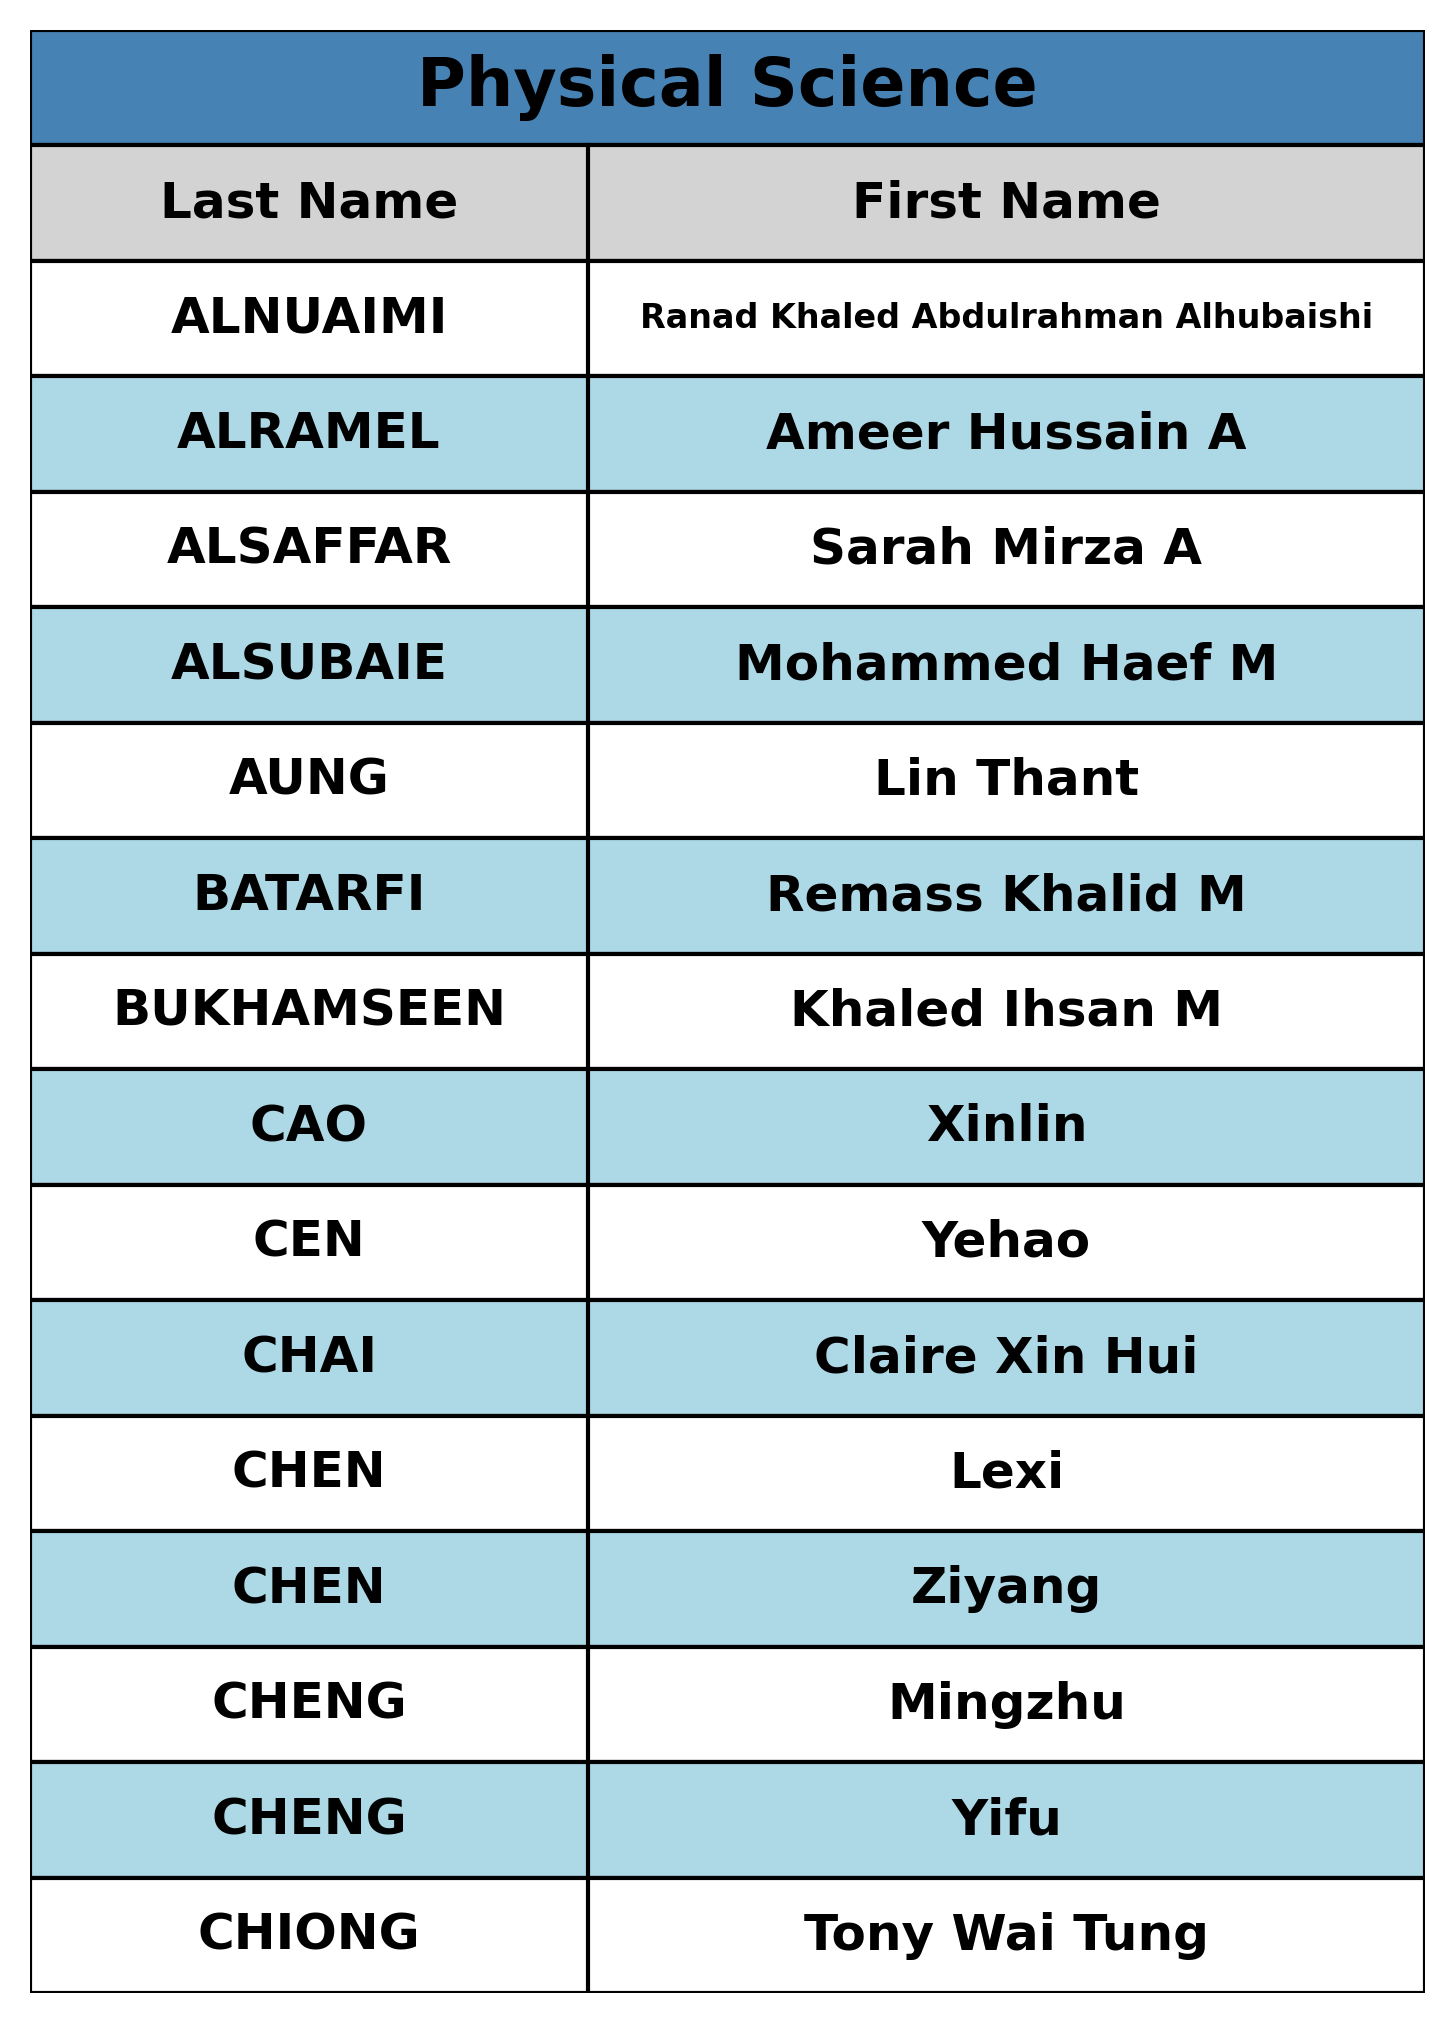 Physical Science
Last Name First Name
ALNUAIMI Ranad Khaled Abdulrahman Alhubaishi
ALRAMEL Ameer Hussain A
ALSAFFAR Sarah Mirza A
ALSUBAIE Mohammed Haef M
AUNG Lin Thant
BATARFI Remass Khalid M
BUKHAMSEEN Khaled Ihsan M
CAO Xinlin
CEN Yehao
CHAI Claire Xin Hui
CHEN Lexi
CHEN Ziyang
CHENG Mingzhu
CHENG Yifu
CHIONG Tony Wai Tung